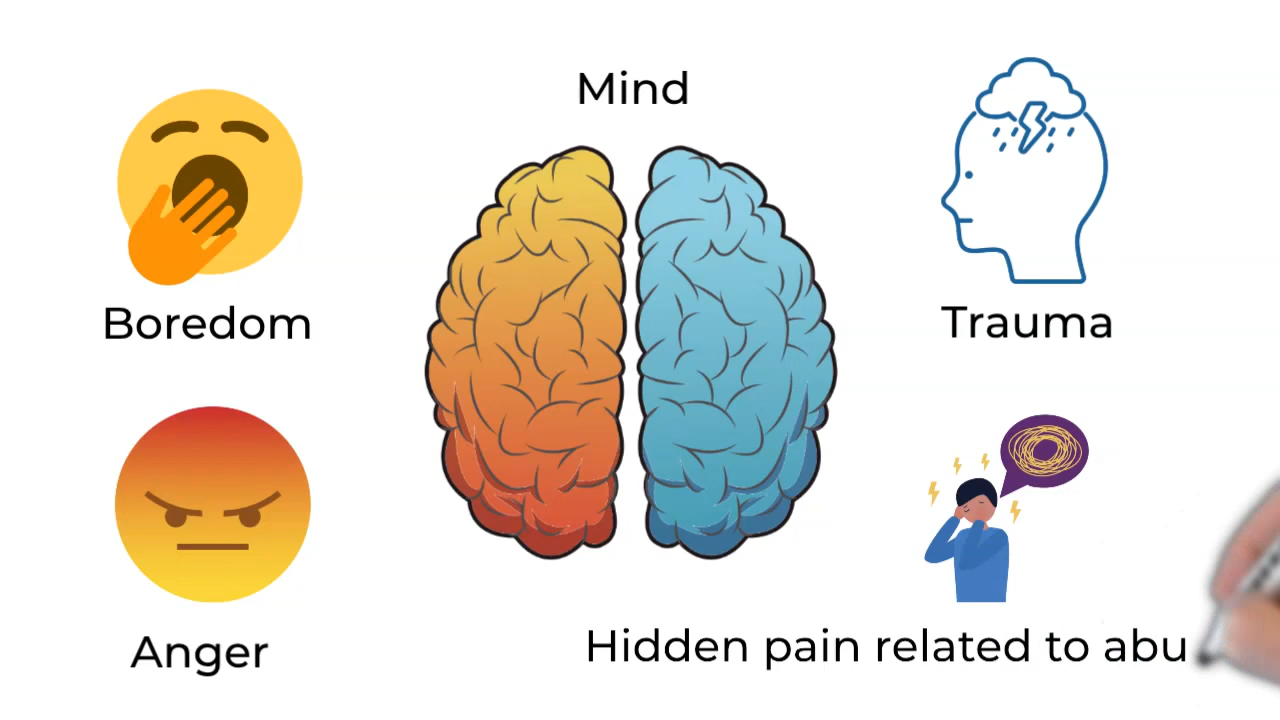 Mind
Boredom
Trauma
Anger
Hidden pain related to abu